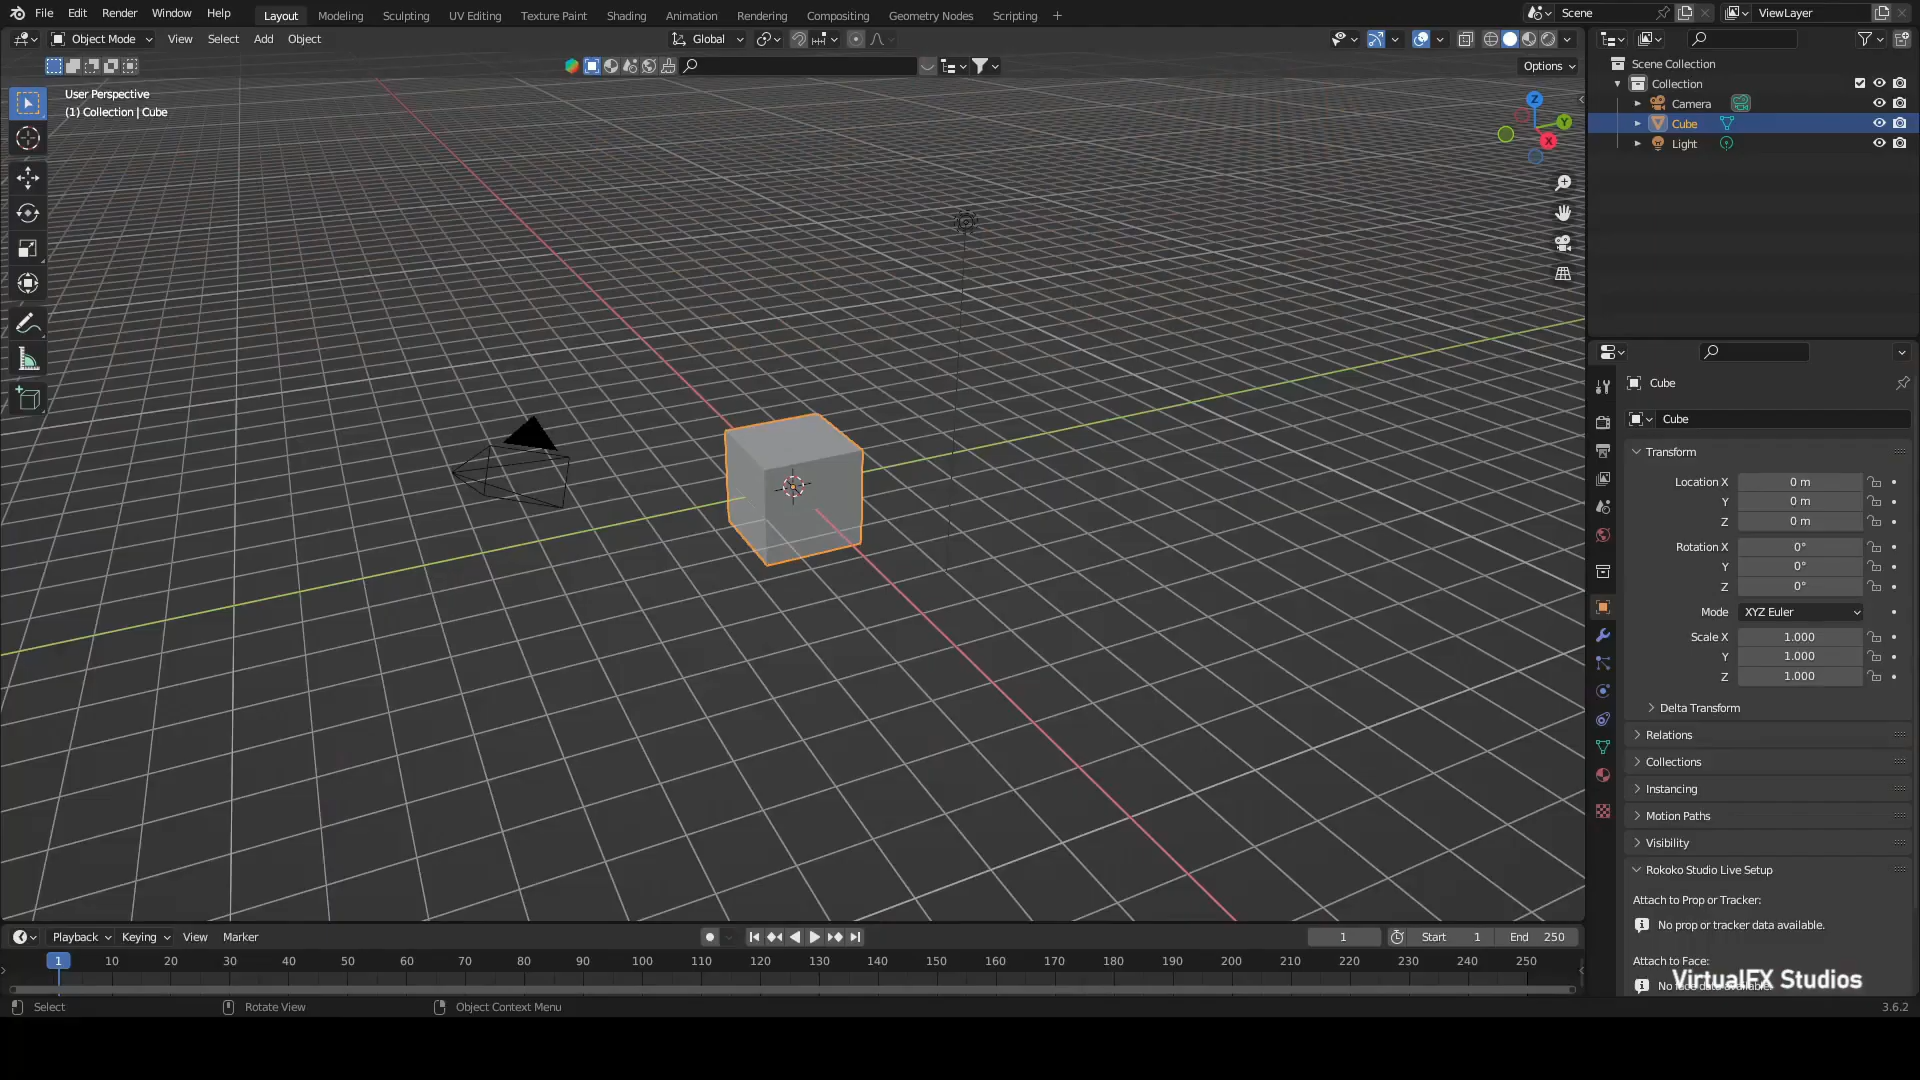 File Edit Render Window Help Layout Modeling Sculpting UV Editing Texture Paint Shading Animation Rendering Compositing Geometry Nodes Scripting + Scene ViewLayer
Object Mode View Select Add Object Global
Options
User Perspective
(1) Collection | Cube
Z
Y
X
Scene Collection
Collection
Camera
Cube
Light
Cube
Cube
Transform
Location X 0 m
Y 0 m
Z 0 m
Rotation X 0°
Y 0°
Z 0°
Mode XYZ Euler
Scale X 1.000
Y 1.000
Z 1.000
Delta Transform
Relations
Collections
Instancing
Motion Paths
Visibility
Rokoko Studio Live Setup
Attach to Prop or Tracker:
No prop or tracker data available.
Attach to Face:
No face data available.
VirtualFX Studios
Playback Keying View Marker 1 Start 1 End 250
1 10 20 30 40 50 60 70 80 90 100 110 120 130 140 150 160 170 180 190 200 210 220 230 240 250
Select Rotate View Object Context Menu 3.6.2